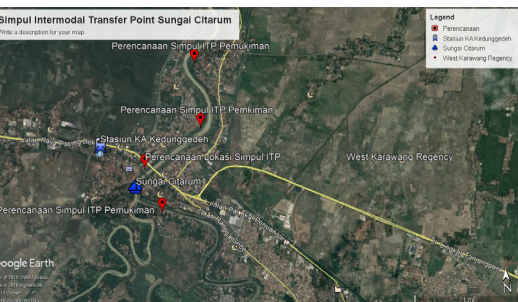 Simpul Intermodal Transfer Point Sungai Citarum
Write a description for your map.
Legend
Perencanaan
Stasiun KA Kedunggedeh
Sungai Citarum
West Karawang Regency
Perencanaan Simpul ITP Pemukiman
Perencanaan Simpul ITP Pemkiman
Stasiun KA Kedunggedeh
Perencanaan Lokasi Simpul ITP
West Karawang Regency
Sungai Citarum
Perencanaan Simpul ITP Pemukiman
Google Earth
N